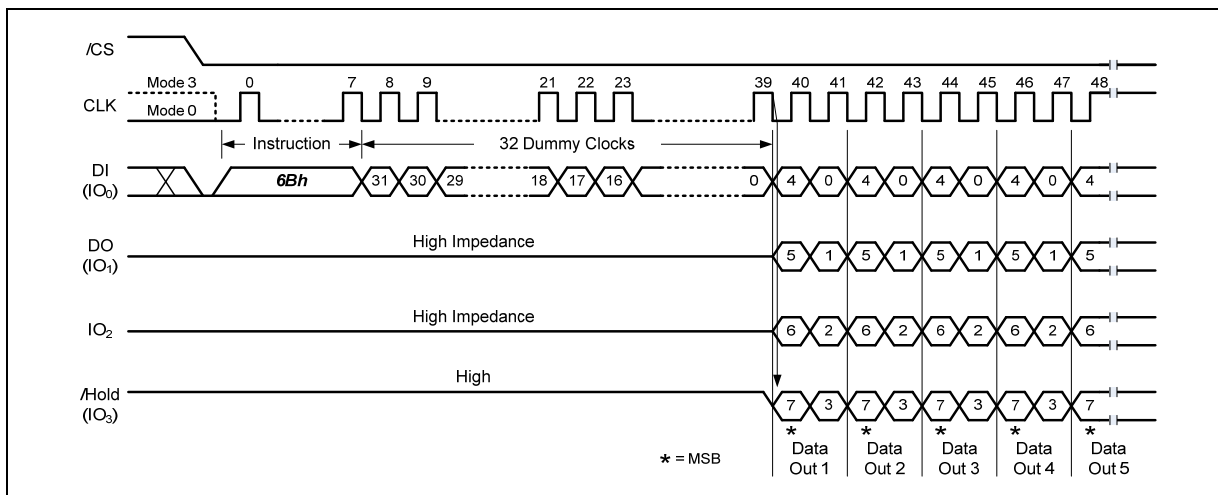 /CS
Mode 3 0 7 8 9 21 22 23 39 40 41 42 43 44 45 46 47 48
CLK Mode 0
Instruction 32 Dummy Clocks
DI (IO0) 6Bh 31 30 29 18 17 16 0 4 0 4 0 4 0 4 0 4
High Impedance
DO (IO1) 5 1 5 1 5 1 5 1 5
High Impedance
IO2 6 2 6 2 6 2 6 2 6
High
/Hold (IO3) 7 3 7 3 7 3 7 3 7
* * * * *
* = MSB
Data Out 1 Data Out 2 Data Out 3 Data Out 4 Data Out 5